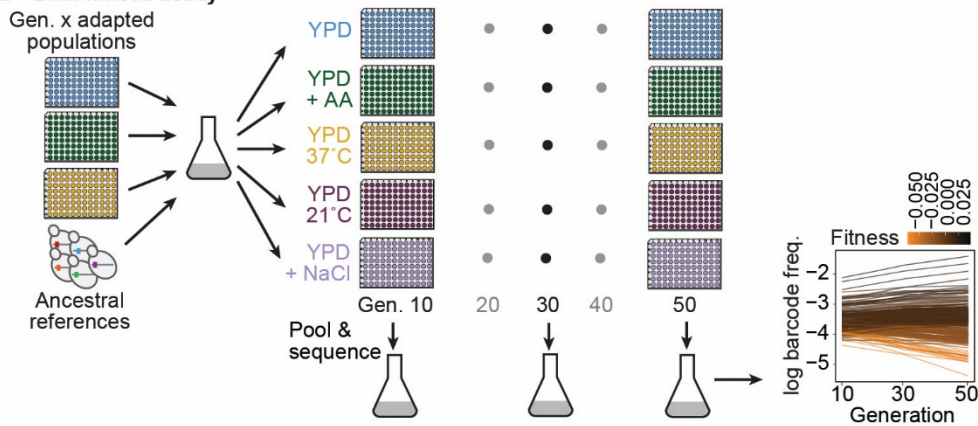 Gen. x adapted
populations
Ancestral
references
YPD
YPD
+ AA
YPD
37°C
YPD
21°C
YPD
+ NaCl
Gen. 10
20
30
40
50
Pool &
sequence
Fitness
−0.050
−0.025
0.000
0.025
log barcode freq.
−2
−3
−4
−5
10
30
50
Generation